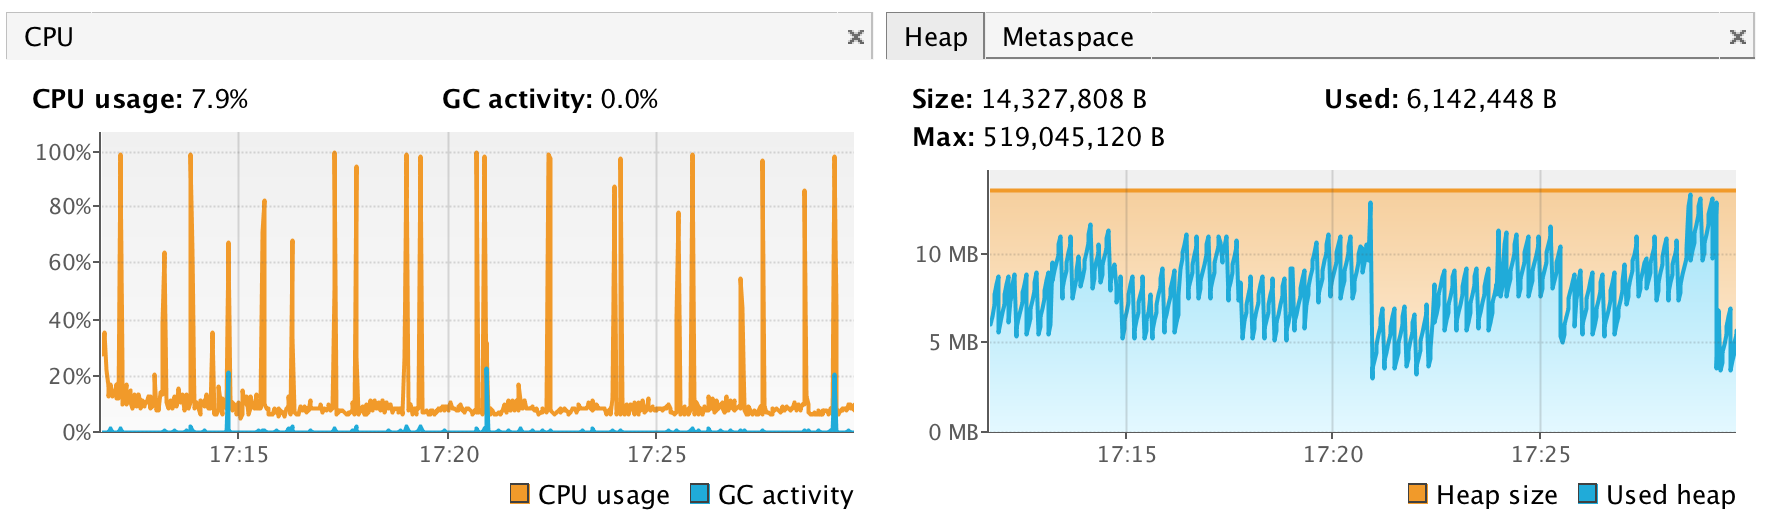 CPU
CPU usage: 7.9% GC activity: 0.0%
100%
80%
60%
40%
20%
0%
17:15 17:20 17:25
CPU usage GC activity
Heap Metaspace
Size: 14,327,808 B Used: 6,142,448 B
Max: 519,045,120 B
10 MB
5 MB
0 MB
17:15 17:20 17:25
Heap size Used heap